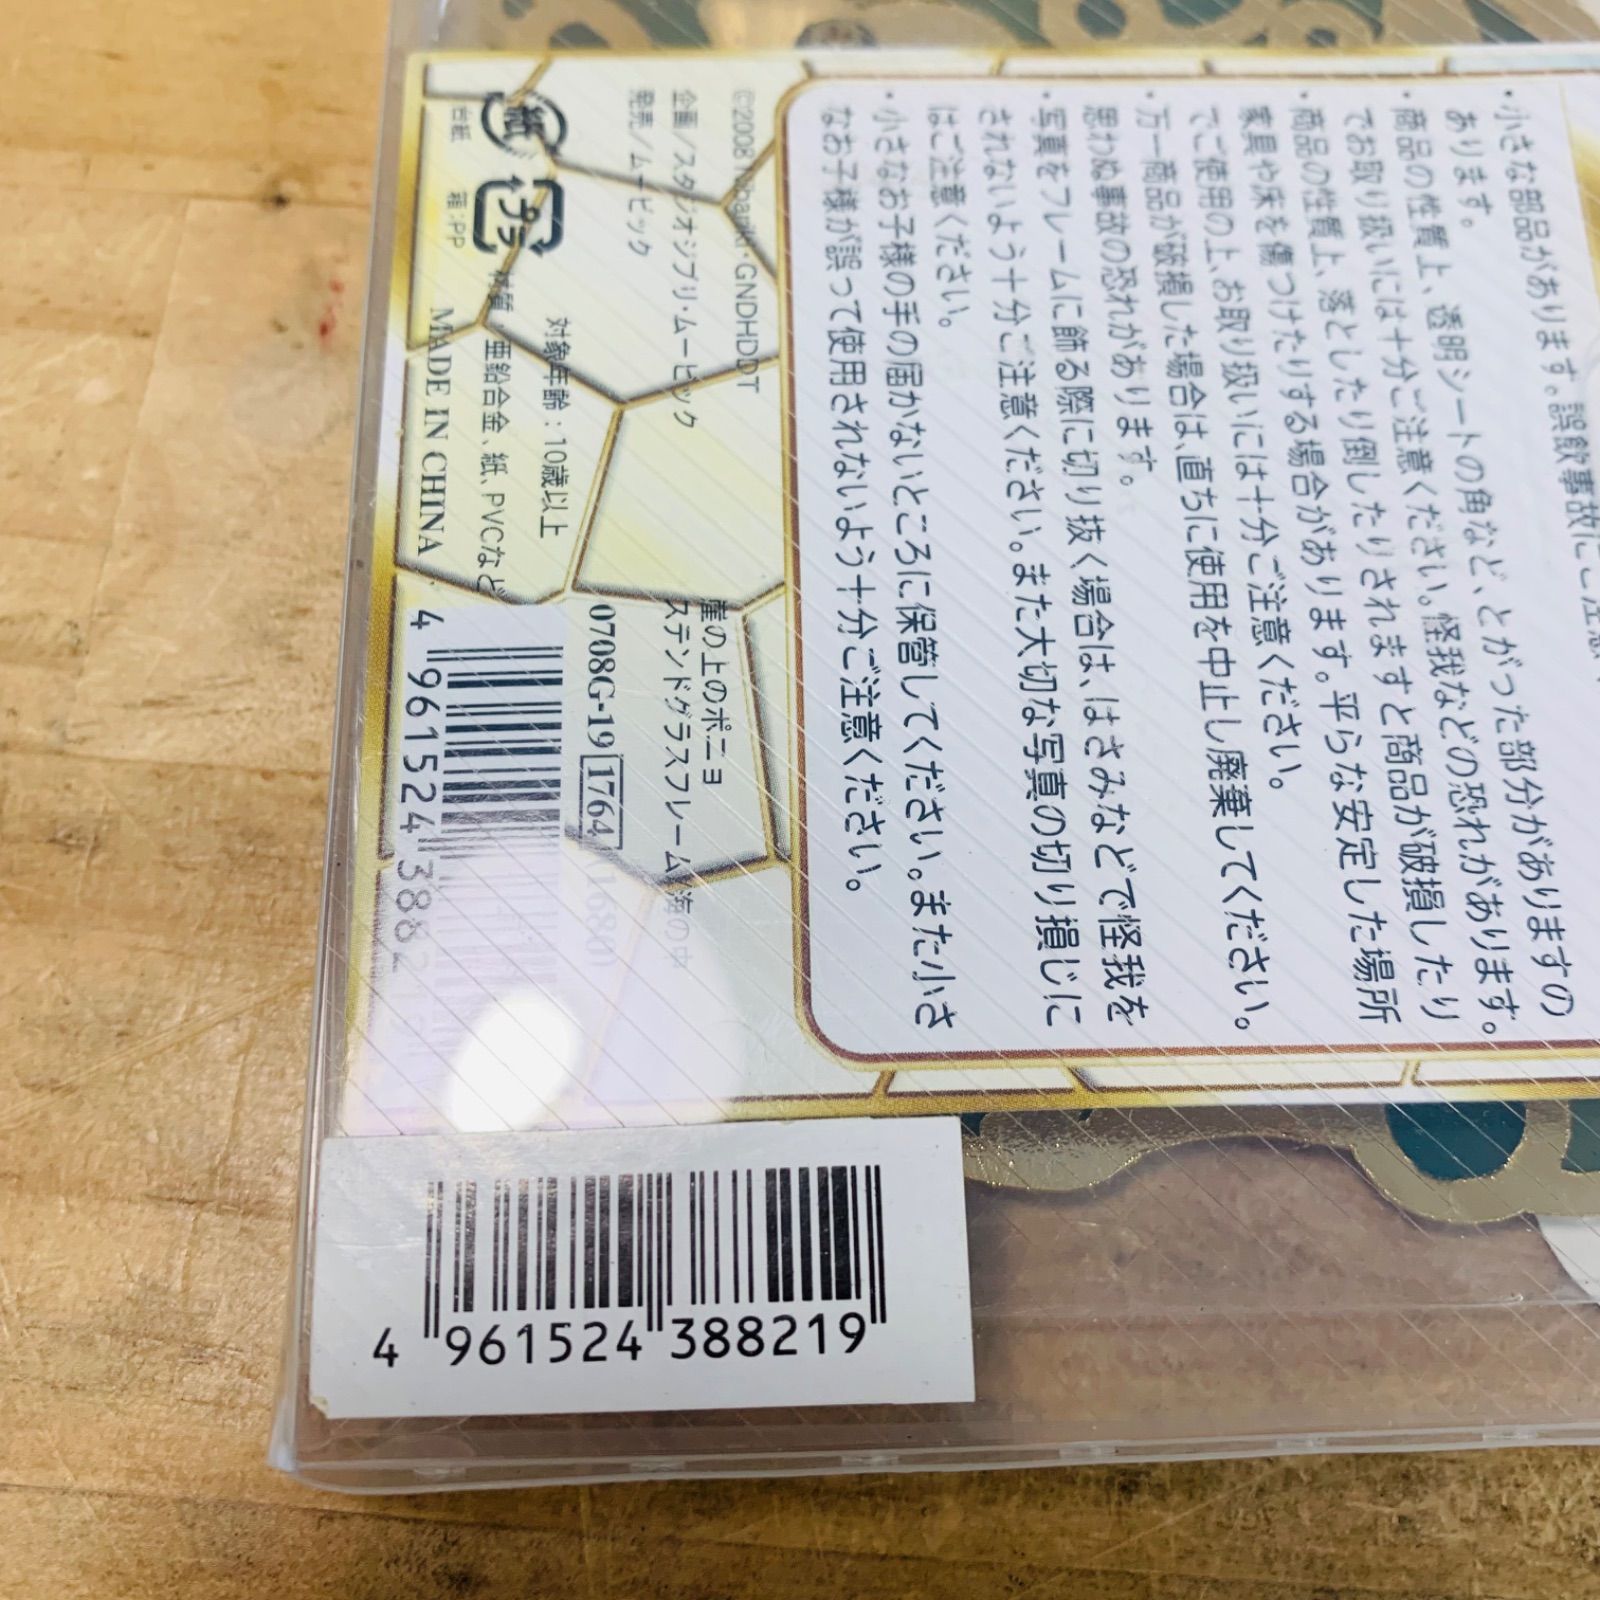 誤飲事故にご注意
・小さな部品があります。
・商品の性質上、透明シートの角など、とがった部分がありますの
でお取り扱いには十分ご注意ください。怪我などの恐れがあります。
・商品の性質上、落としたり倒したりされますと商品が破損したり
家具や床を傷つけたりする場合があります。平らな安定した場所
でご使用の上、お取り扱いには十分ご注意ください。
・万一商品が破損した場合は、直ちに使用を中止し廃棄してください。
思わぬ事故の恐れがあります。
・写真をフレームに飾る際に切り抜く場合は、はさみなどで怪我を
されないよう十分ご注意ください。また大切な写真の切り損じに
はご注意ください。
・小さなお子様の手の届かないところに保管してください。また小さ
なお子様が誤って使用されないよう十分ご注意ください。
©2008 Nibariki・GNDHDDT
企画/スタジオジブリ・ムービック
発売/ムービック
対象年齢：10歳以上
材質 亜鉛合金、紙、PVCなど
MADE IN CHINA
紙
台紙
プラ
箱:PP
崖の上のポニョ
ステンドグラスフレーム 海の中
0708G-19 1764 1680
4 961524 3882
4 961524 388219